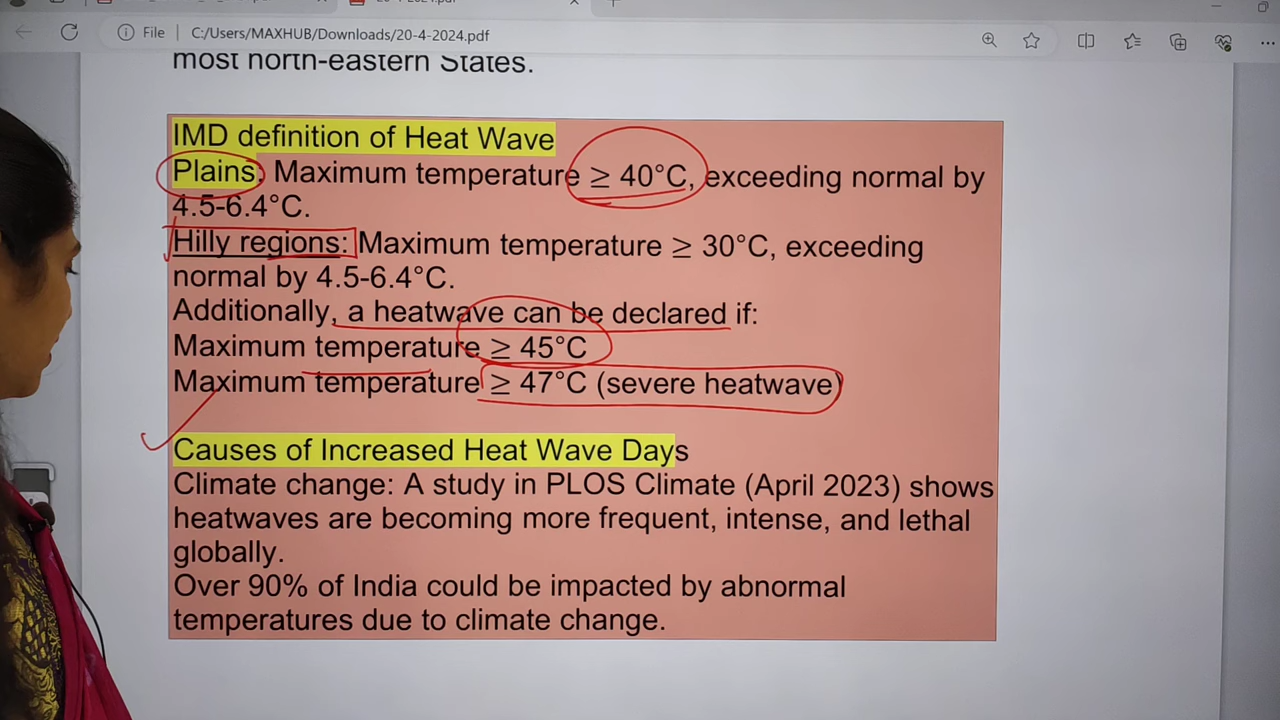 File C:/Users/MAXHUB/Downloads/20-4-2024.pdf
most north-eastern States.
IMD definition of Heat Wave
Plains: Maximum temperature ≥ 40°C, exceeding normal by
4.5-6.4°C.
Hilly regions: Maximum temperature ≥ 30°C, exceeding
normal by 4.5-6.4°C.
Additionally, a heatwave can be declared if:
Maximum temperature ≥ 45°C
Maximum temperature ≥ 47°C (severe heatwave)
Causes of Increased Heat Wave Days
Climate change: A study in PLOS Climate (April 2023) shows
heatwaves are becoming more frequent, intense, and lethal
globally.
Over 90% of India could be impacted by abnormal
temperatures due to climate change.